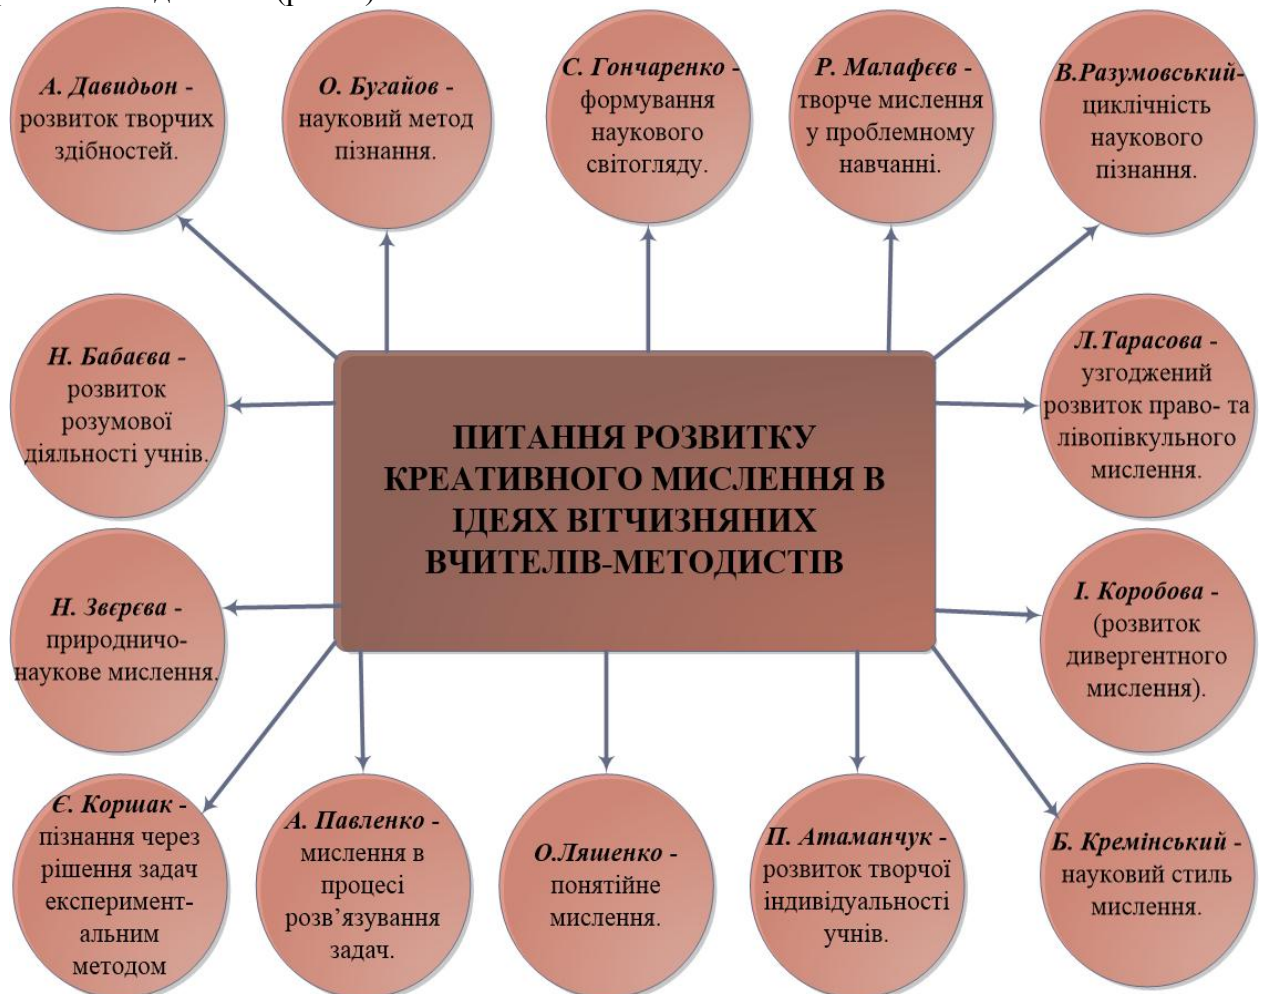 А. Давидьон -
розвиток творчих
здібностей.
О. Бугайов -
науковий метод
пізнання.
С. Гончаренко -
формування
наукового
світогляду.
Р. Малафєєв -
творче мислення
у проблемному
навчанні.
В.Разумовський-
циклічність
наукового
пізнання.
Н. Бабаєва -
розвиток
розумової
діяльності учнів.
ПИТАННЯ РОЗВИТКУ
КРЕАТИВНОГО МИСЛЕННЯ В
ІДЕЯХ ВІТЧИЗНЯНИХ
ВЧИТЕЛІВ-МЕТОДИСТІВ
Л.Тарасова -
узгоджений
розвиток право- та
лівопівкульного
мислення.
Н. Звєрєва -
природничо-
наукове мислення.
І. Коробова -
(розвиток
дивергентного
мислення).
Є. Коршак -
пізнання через
рішення задач
експеримент-
альним
методом
А. Павленко -
мислення в
процесі
розв’язування
задач.
О.Ляшенко -
понятійне
мислення.
П. Атаманчук -
розвиток творчої
індивідуальності
учнів.
Б. Кремінський -
науковий стиль
мислення.